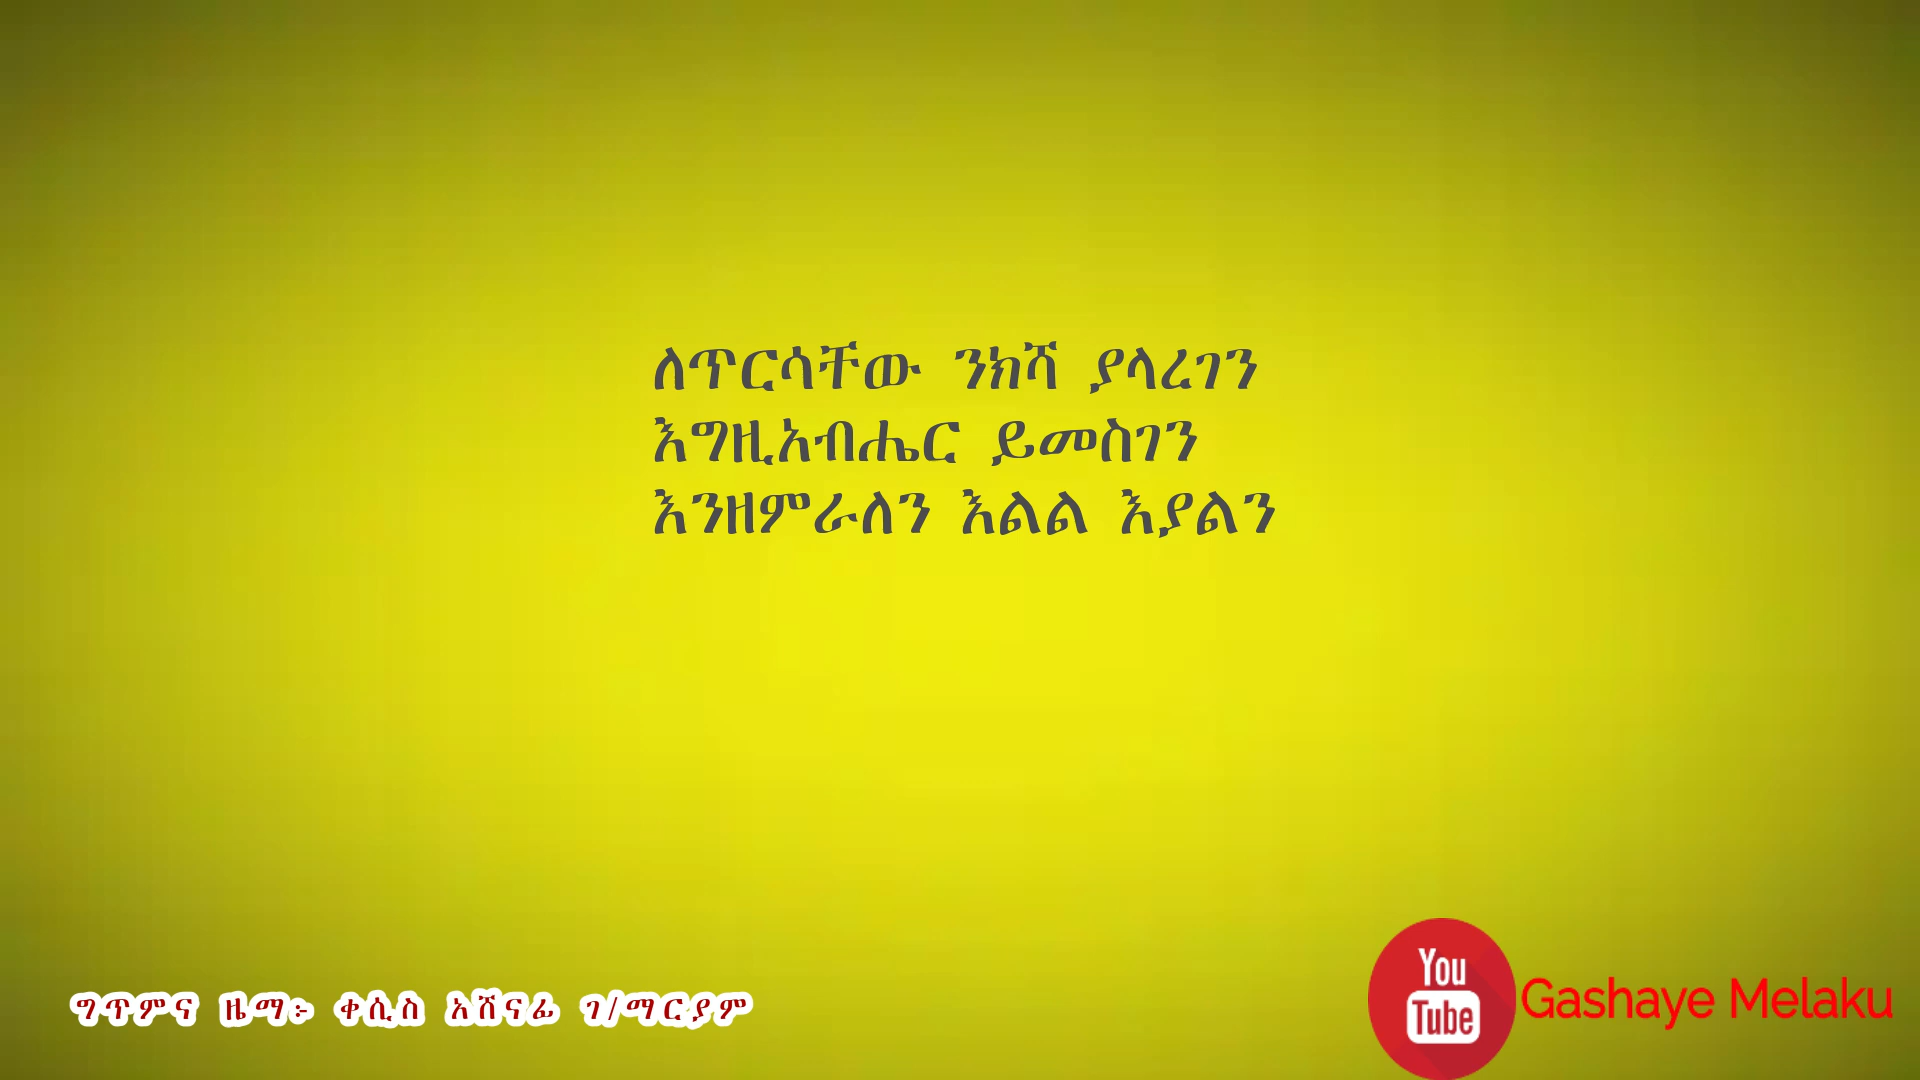 ለጥርሳቸው ንክሻ ያላረገን
እግዚአብሔር ይመስገን
እንዘምራለን እልል እያልን
ግጥምና ዜማ፦ ቀሲስ አሸናፊ ገ/ማርያም
You
Tube
Gashaye Melaku